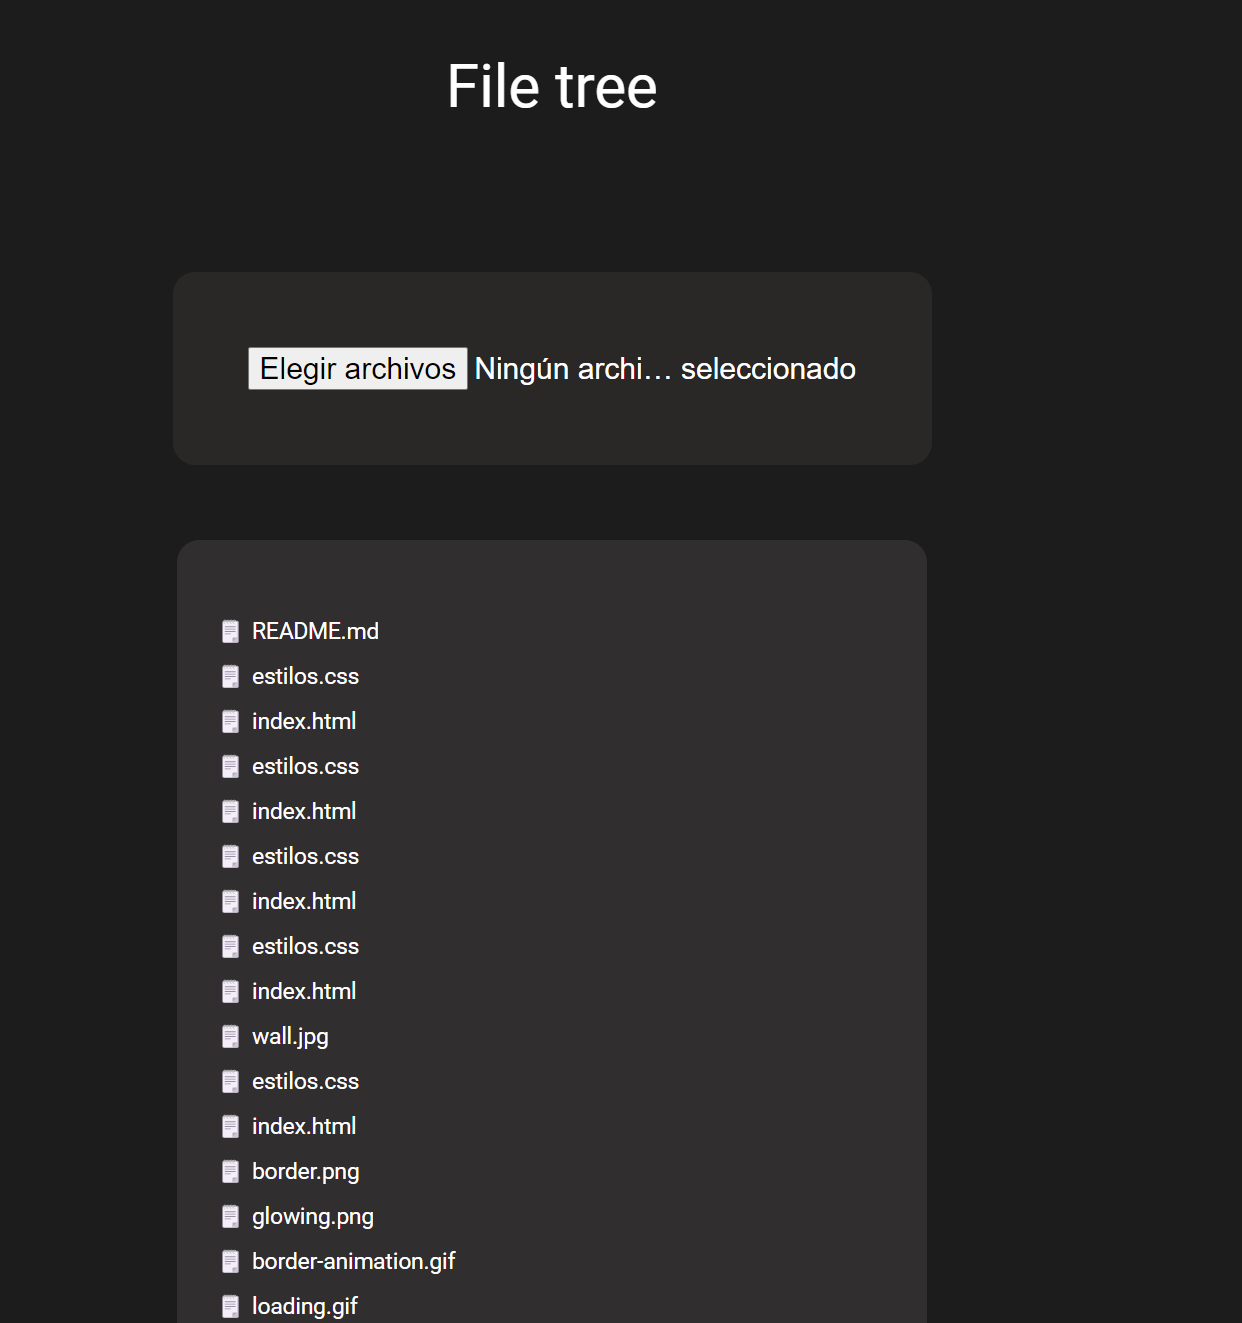 File tree
Elegir archivos Ningún archi... seleccionado
README.md
estilos.css
index.html
estilos.css
index.html
estilos.css
index.html
estilos.css
index.html
wall.jpg
estilos.css
index.html
border.png
glowing.png
border-animation.gif
loading.gif